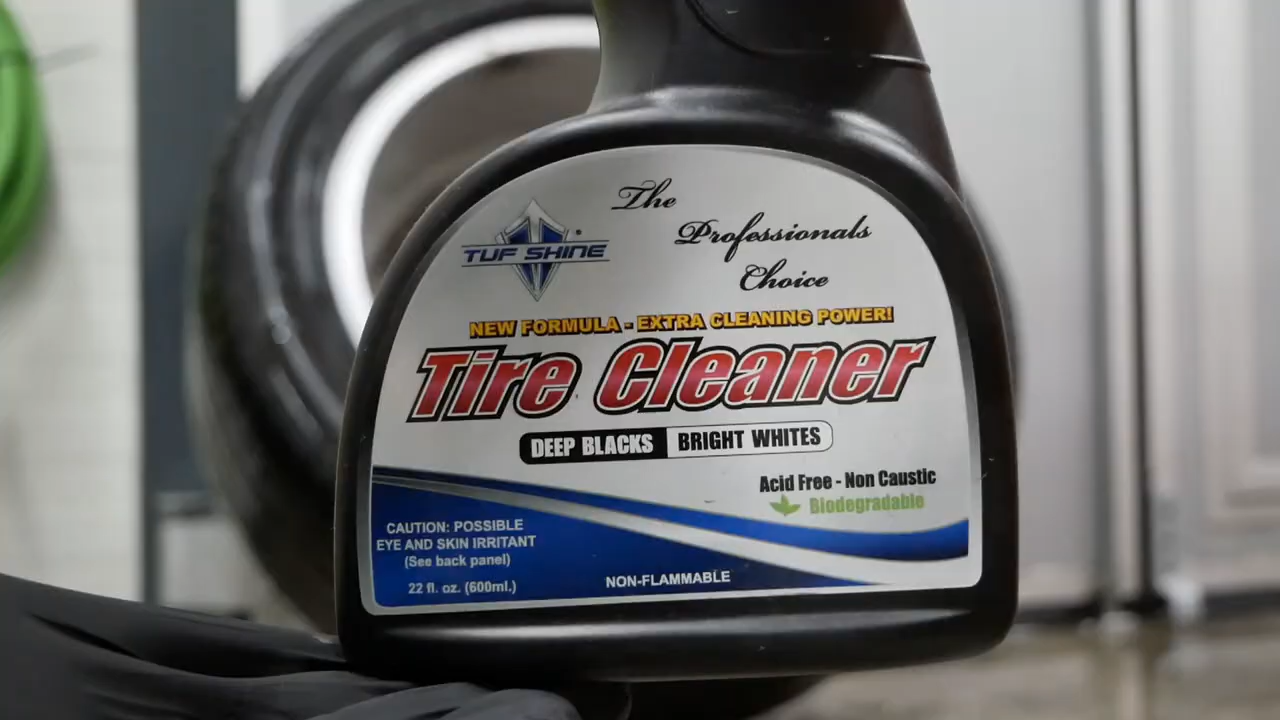 The
Professionals
Choice
TUF SHINE®
NEW FORMULA - EXTRA CLEANING POWER!
Tire Cleaner
DEEP BLACKS BRIGHT WHITES
Acid Free - Non Caustic
Biodegradable
CAUTION: POSSIBLE
EYE AND SKIN IRRITANT
(See back panel)
22 fl. oz. (600ml.)
NON-FLAMMABLE